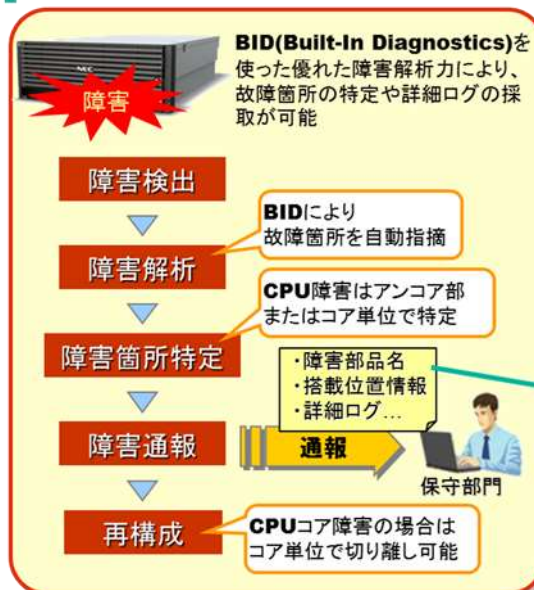 BID(Built-In Diagnostics)を
使った優れた障害解析力により、
故障箇所の特定や詳細ログの採
取が可能
NEC
障害
障害検出
BIDにより
故障箇所を自動指摘
障害解析
CPU障害はアンコア部
またはコア単位で特定
障害箇所特定
・障害部品名
・搭載位置情報
・詳細ログ…
障害通報
通報
保守部門
再構成
CPUコア障害の場合は
コア単位で切り離し可能